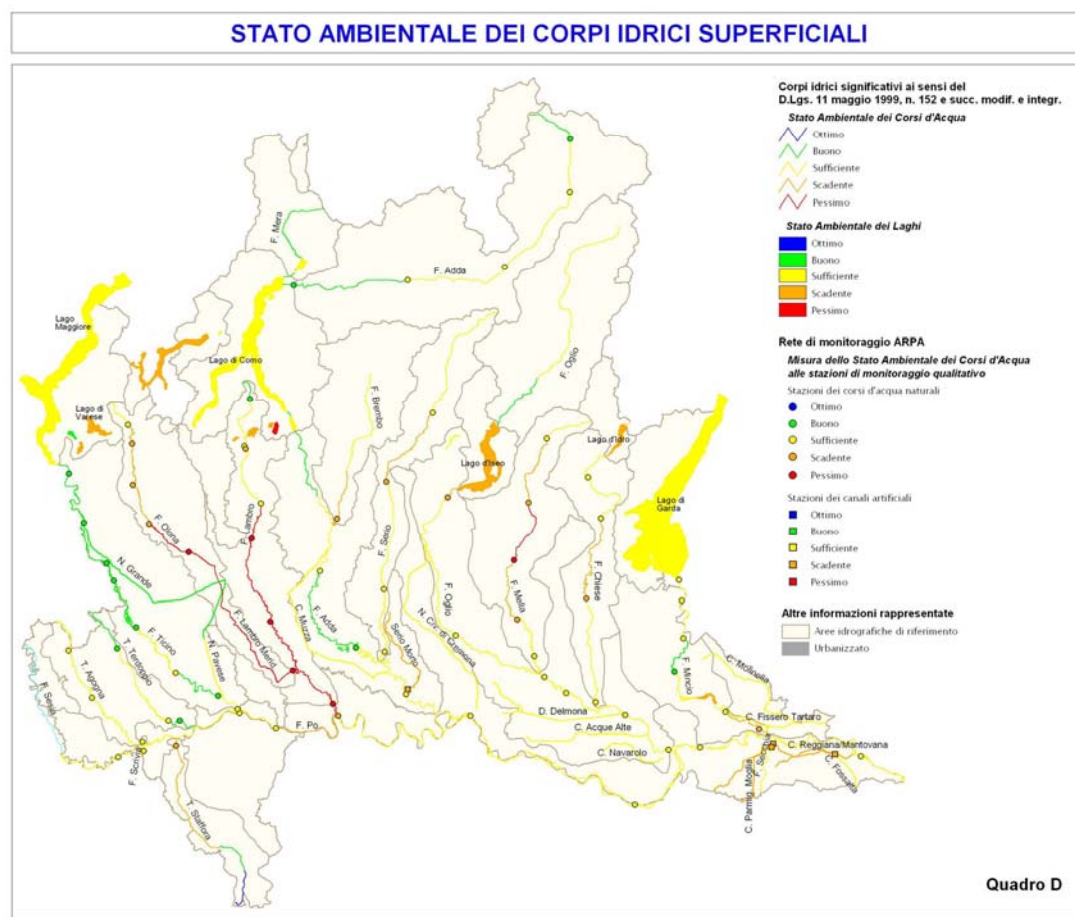 STATO AMBIENTALE DEI CORPI IDRICI SUPERFICIALI
Corpi idrici significativi ai sensi del
D.Lgs. 11 maggio 1999, n. 152 e succ. modif. e integr.
Stato Ambientale dei Corsi d'Acqua
Ottimo
Buono
Sufficiente
Scadente
Pessimo
Stato Ambientale dei Laghi
Ottimo
Buono
Sufficiente
Scadente
Pessimo
Rete di monitoraggio ARPA
Misura dello Stato Ambientale dei Corsi d'Acqua
alle stazioni di monitoraggio qualitativo
Stazioni dei corsi d'acqua naturali
Ottimo
Buono
Sufficiente
Scadente
Pessimo
Stazioni dei canali artificiali
Ottimo
Buono
Sufficiente
Scadente
Pessimo
Altre informazioni rappresentate
Aree idrografiche di riferimento
Urbanizzato
F. Mera
F. Adda
Lago
Maggiore
Lago di Como
F. Oglio
F. Brembo
Lago di
Varese
Lago d'Iseo
Lago d'Idro
Lago di
Garda
F. Olona
F. Lambro
F. Serio
N. Grande
F. Mella
F. Chiese
F. Adda
C. Muzza
F. Oglio
N. Civ. di Cremona
Serio Morto
F. Lambro Merid.
F. Ticino
T. Terdoppio
N. Pavese
T. Agogna
F. Sesia
F. Mincio
C. Molinella
D. Delmona
C. Fissero Tartaro
F. Po
C. Acque Alte
C. Navarolo
F. Secchia
C. Reggiana/Mantovana
C. Fossalta
C. Parmig. Moglia
F. Scrivia
T. Staffora
Quadro D